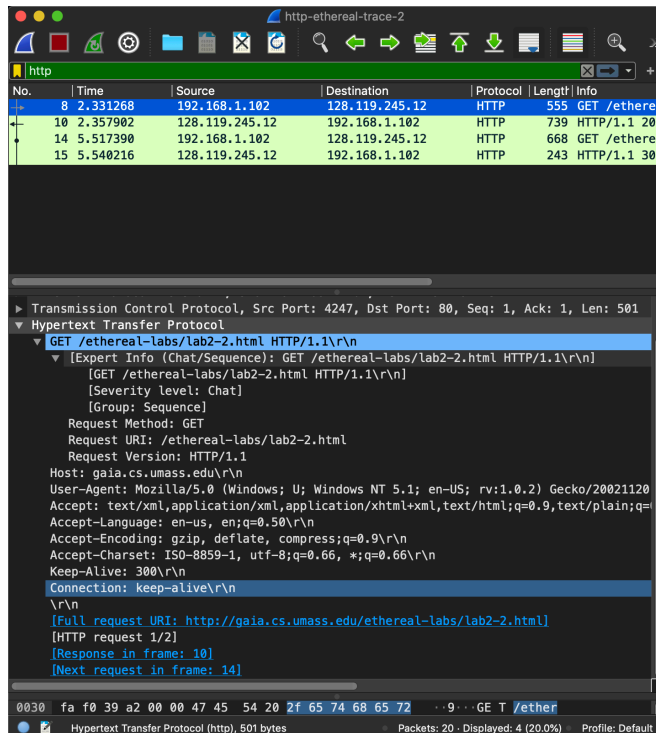 http-ethereal-trace-2
http
No. Time Source Destination Protocol Length Info
8 2.331268 192.168.1.102 128.119.245.12 HTTP 555 GET /ethere
10 2.357902 128.119.245.12 192.168.1.102 HTTP 739 HTTP/1.1 20
14 5.517390 192.168.1.102 128.119.245.12 HTTP 668 GET /ethere
15 5.540216 128.119.245.12 192.168.1.102 HTTP 243 HTTP/1.1 30
Transmission Control Protocol, Src Port: 4247, Dst Port: 80, Seq: 1, Ack: 1, Len: 501
Hypertext Transfer Protocol
GET /ethereal-labs/lab2-2.html HTTP/1.1\r\n
[Expert Info (Chat/Sequence): GET /ethereal-labs/lab2-2.html HTTP/1.1\r\n]
[GET /ethereal-labs/lab2-2.html HTTP/1.1\r\n]
[Severity level: Chat]
[Group: Sequence]
Request Method: GET
Request URI: /ethereal-labs/lab2-2.html
Request Version: HTTP/1.1
Host: gaia.cs.umass.edu\r\n
User-Agent: Mozilla/5.0 (Windows; U; Windows NT 5.1; en-US; rv:1.0.2) Gecko/20021120
Accept: text/xml,application/xml,application/xhtml+xml,text/html;q=0.9,text/plain;q=
Accept-Language: en-us, en;q=0.50\r\n
Accept-Encoding: gzip, deflate, compress;q=0.9\r\n
Accept-Charset: ISO-8859-1, utf-8;q=0.66, *;q=0.66\r\n
Keep-Alive: 300\r\n
Connection: keep-alive\r\n
\r\n
[Full request URI: http://gaia.cs.umass.edu/ethereal-labs/lab2-2.html]
[HTTP request 1/2]
[Response in frame: 10]
[Next request in frame: 14]
0030 fa f0 39 a2 00 00 47 45 54 20 2f 65 74 68 65 72 ··9···GE T /ether
Hypertext Transfer Protocol (http), 501 bytes Packets: 20 · Displayed: 4 (20.0%) Profile: Default